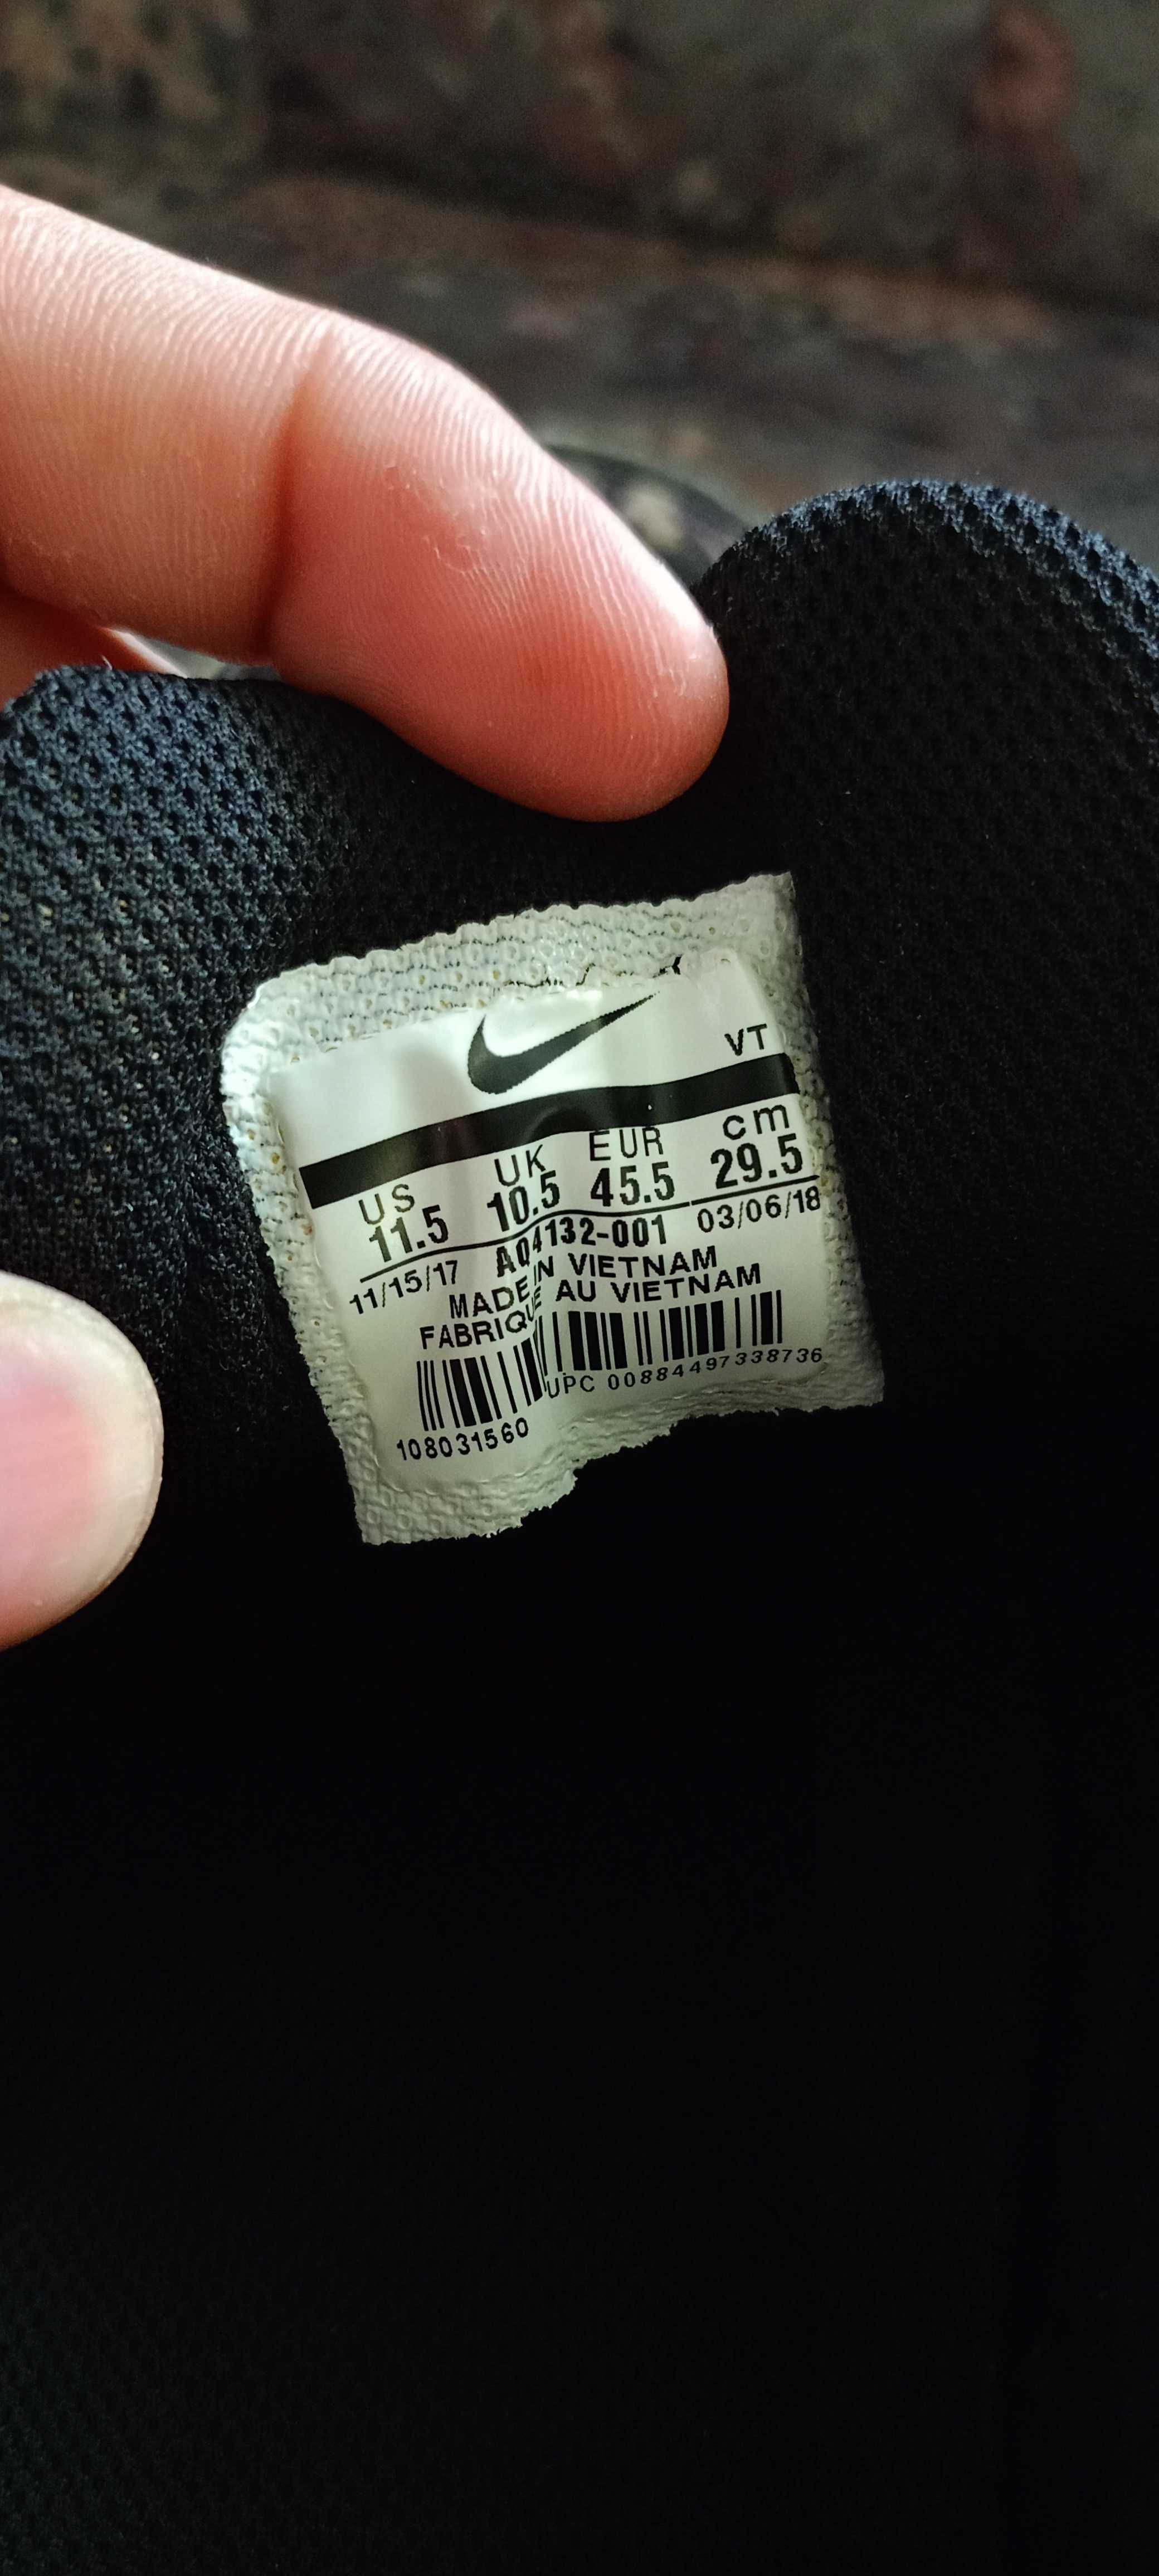 VT
US UK EUR cm
11.5 10.5 45.5 29.5
11/15/17 AQ4132-001 03/06/18
MADE IN VIETNAM
FABRIQUÉ AU VIETNAM
UPC 00884497338736
108031560